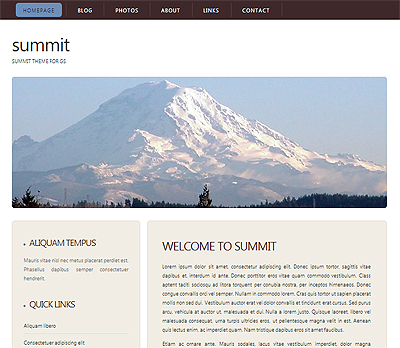 HOMEPAGE BLOG PHOTOS ABOUT LINKS CONTACT
summit
SUMMIT THEME FOR GS
ALIQUAM TEMPUS
Mauris vitae nisl nec metus placerat perdiet est.
Phasellus dapibus semper consectetuer
hendrerit.
QUICK LINKS
Aliquam libero
Consectetuer adipiscing elit
WELCOME TO SUMMIT
Lorem ipsum dolor sit amet, consectetur adipiscing elit. Donec ipsum tortor, sagittis vitae
dapibus et, interdum id ante. Donec porttitor eros vitae quam commodo vestibulum. Class
aptent taciti sociosqu ad litora torquent per conubia nostra, per inceptos himenaeos. Donec
congue convallis orci vel semper. Nullam in commodo lorem. Cras quis tortor ut sapien placerat
mollis non sed dui. Vestibulum auctor erat vel dolor convallis et tincidunt erat cursus. Sed purus
arcu, vehicula at auctor ut, malesuada et dui. Nulla a lorem justo. Quisque laoreet, libero vel
malesuada consequat, urna turpis ultricies eros, ut pellentesque magna velit in elit. Aenean
quis lectus enim, ac imperdiet quam. Nam tristique dapibus eros sit amet faucibus.
Etiam ac ornare ante. Mauris sodales, lacus vitae vestibulum imperdiet, dolor magna